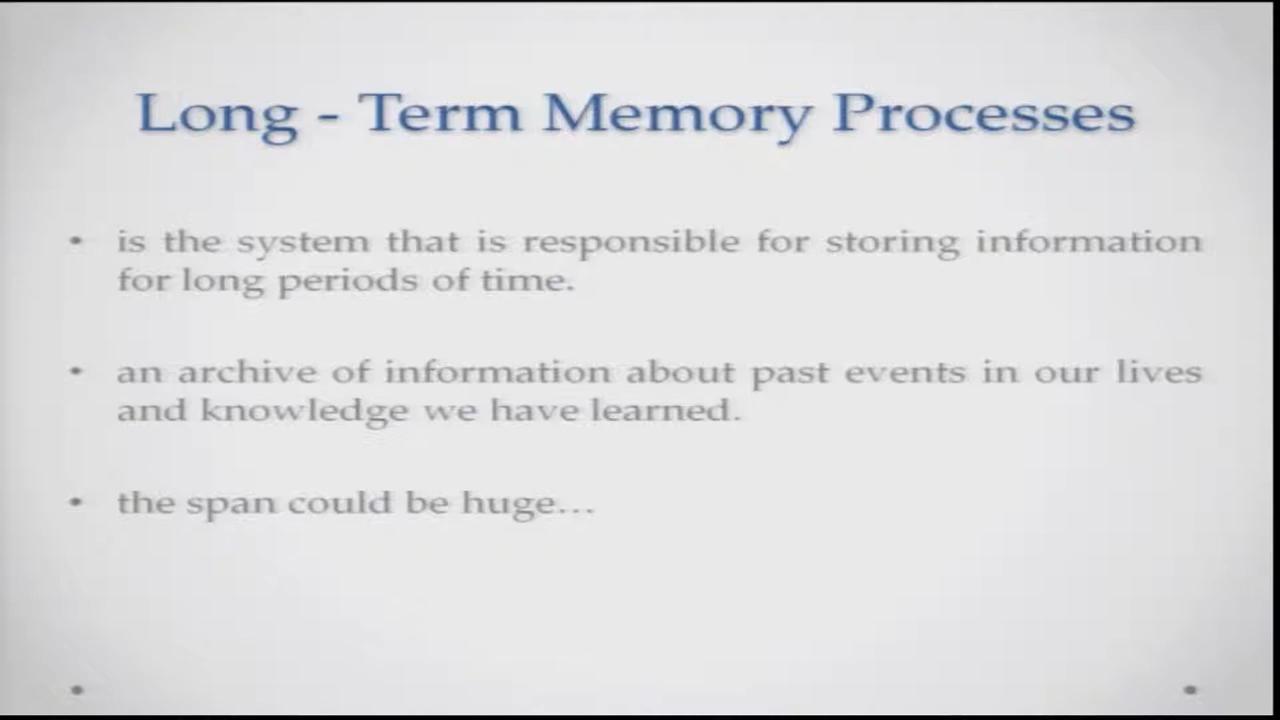 Long - Term Memory Processes
• is the system that is responsible for storing information
for long periods of time.
• an archive of information about past events in our lives
and knowledge we have learned.
• the span could be huge...